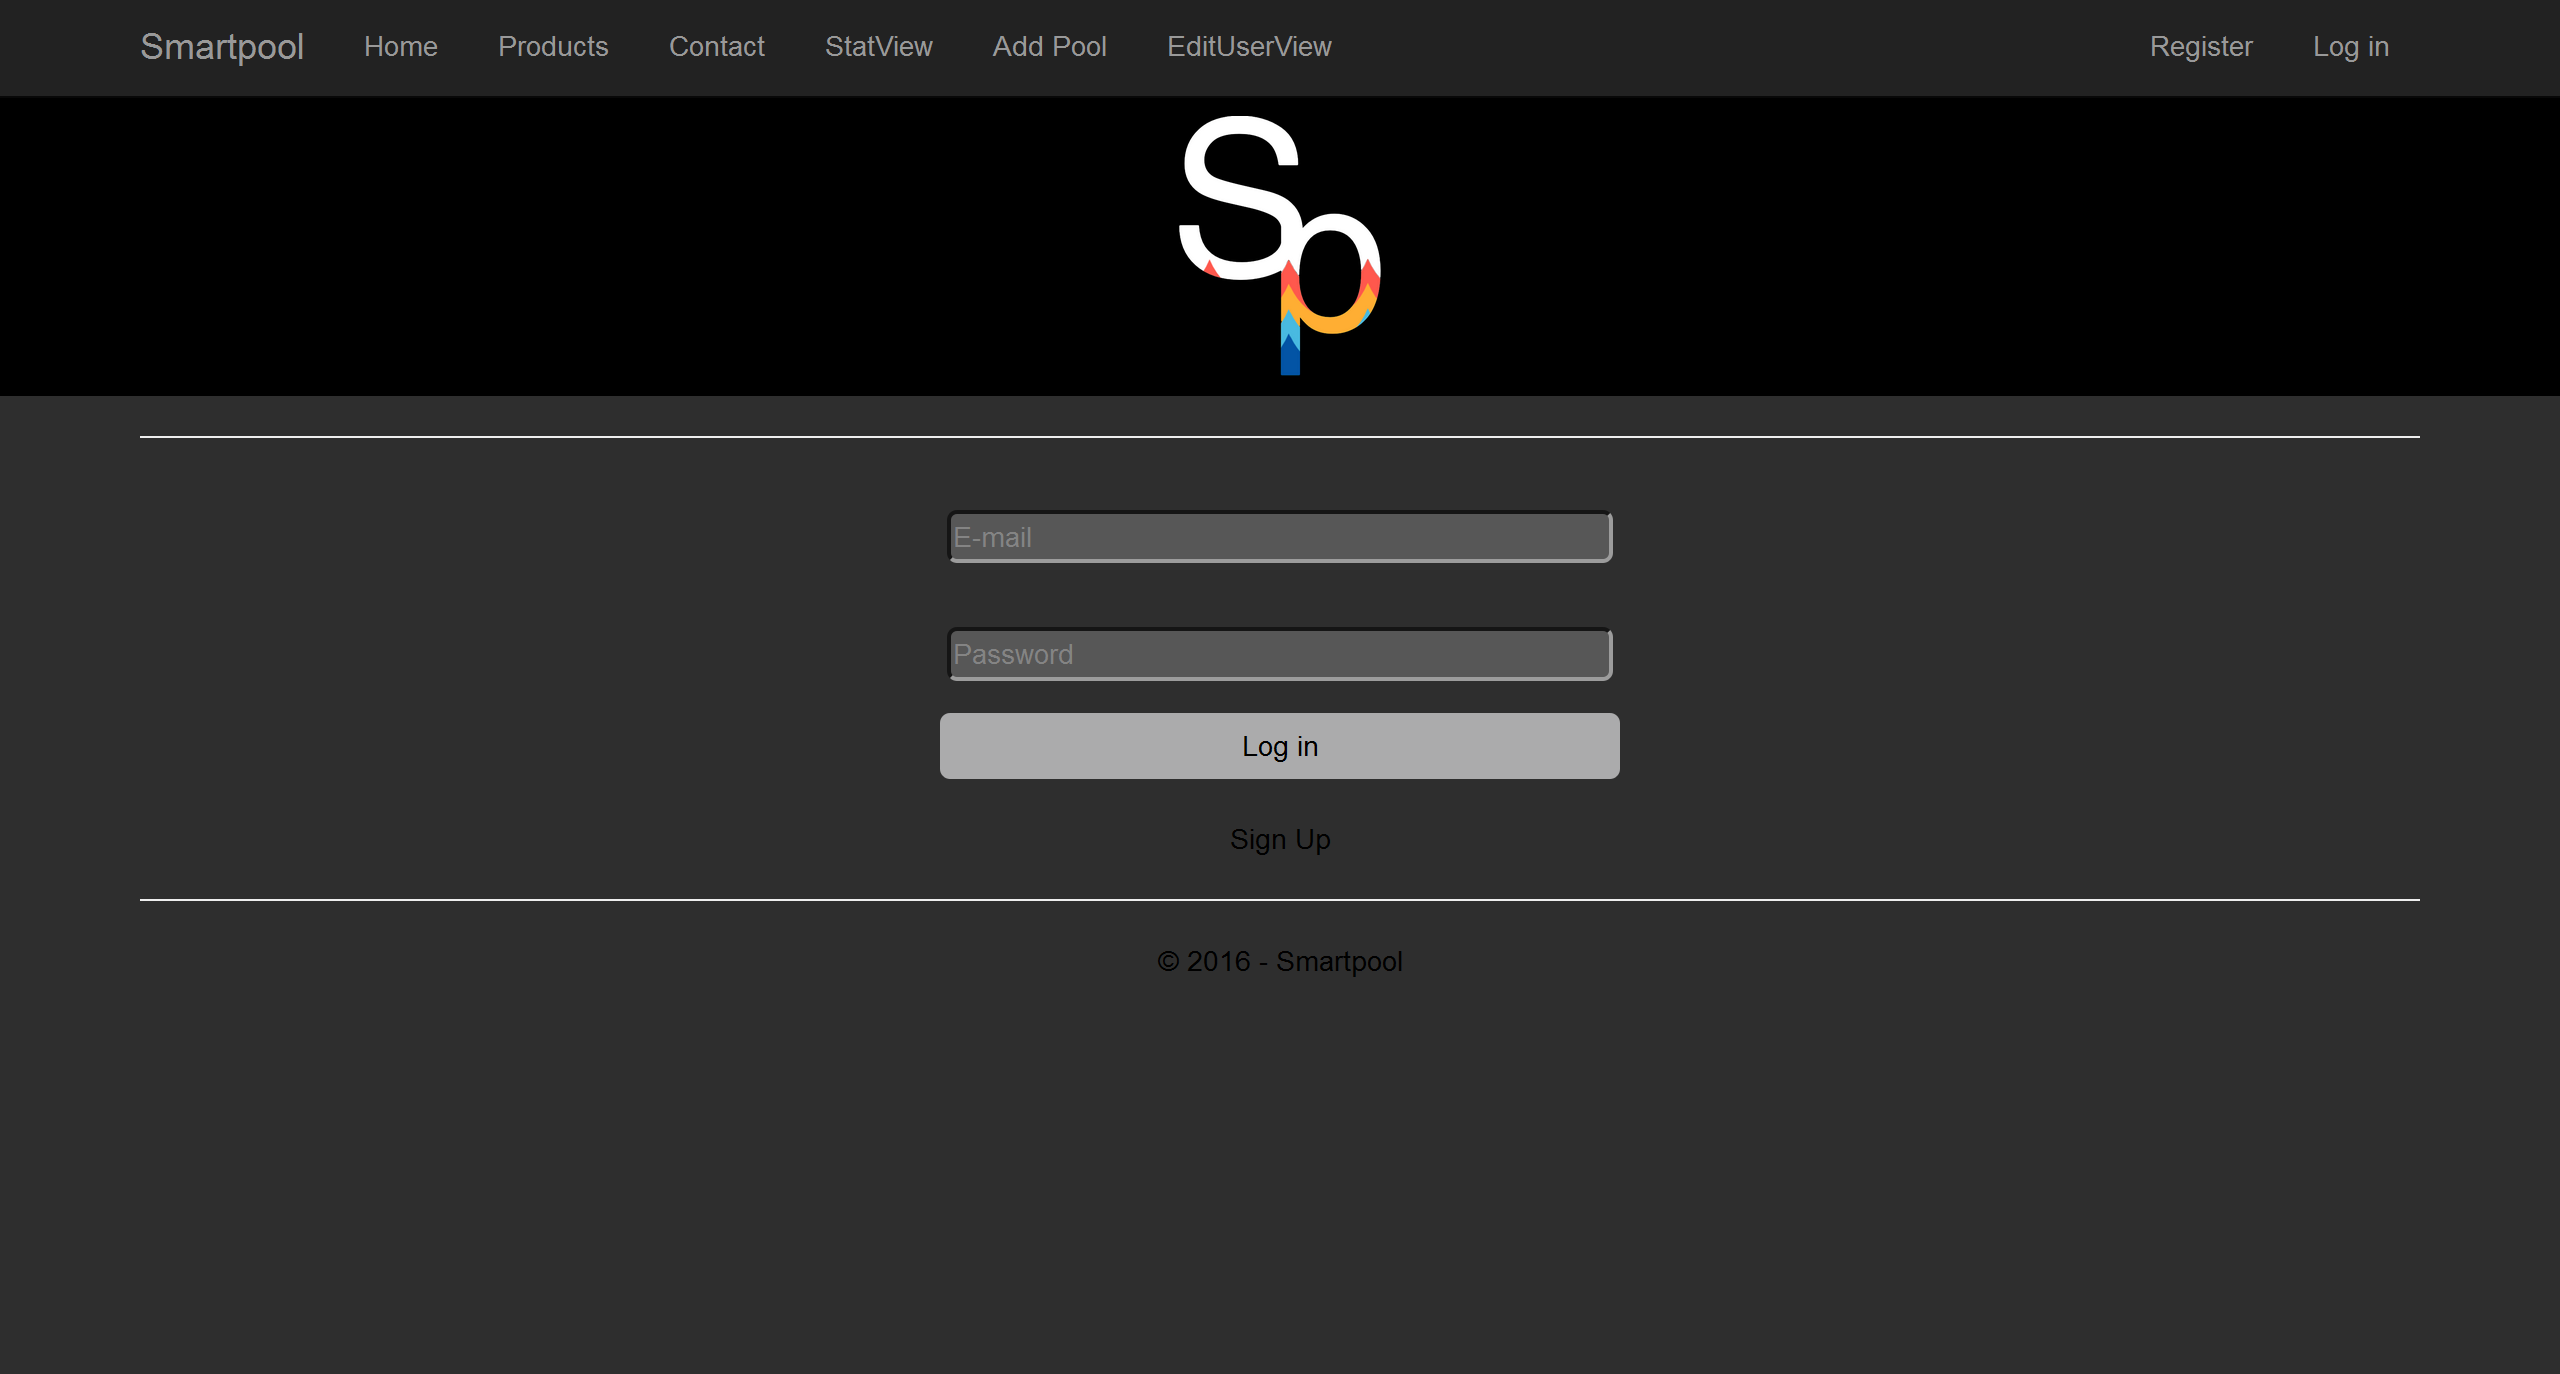 Smartpool Home Products Contact StatView Add Pool EditUserView Register Log in
Sp
E-mail
Password
Log in
Sign Up
© 2016 - Smartpool